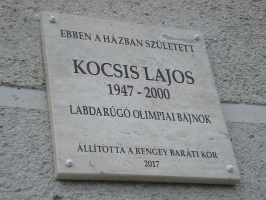 EBBEN A HÁZBAN SZÜLETETT
KOCSIS LAJOS
1947 - 2000
LABDARÚGÓ OLIMPIAI BAJNOK
ÁLLÍTOTTA A RENGEY BARÁTI KÖR
2017